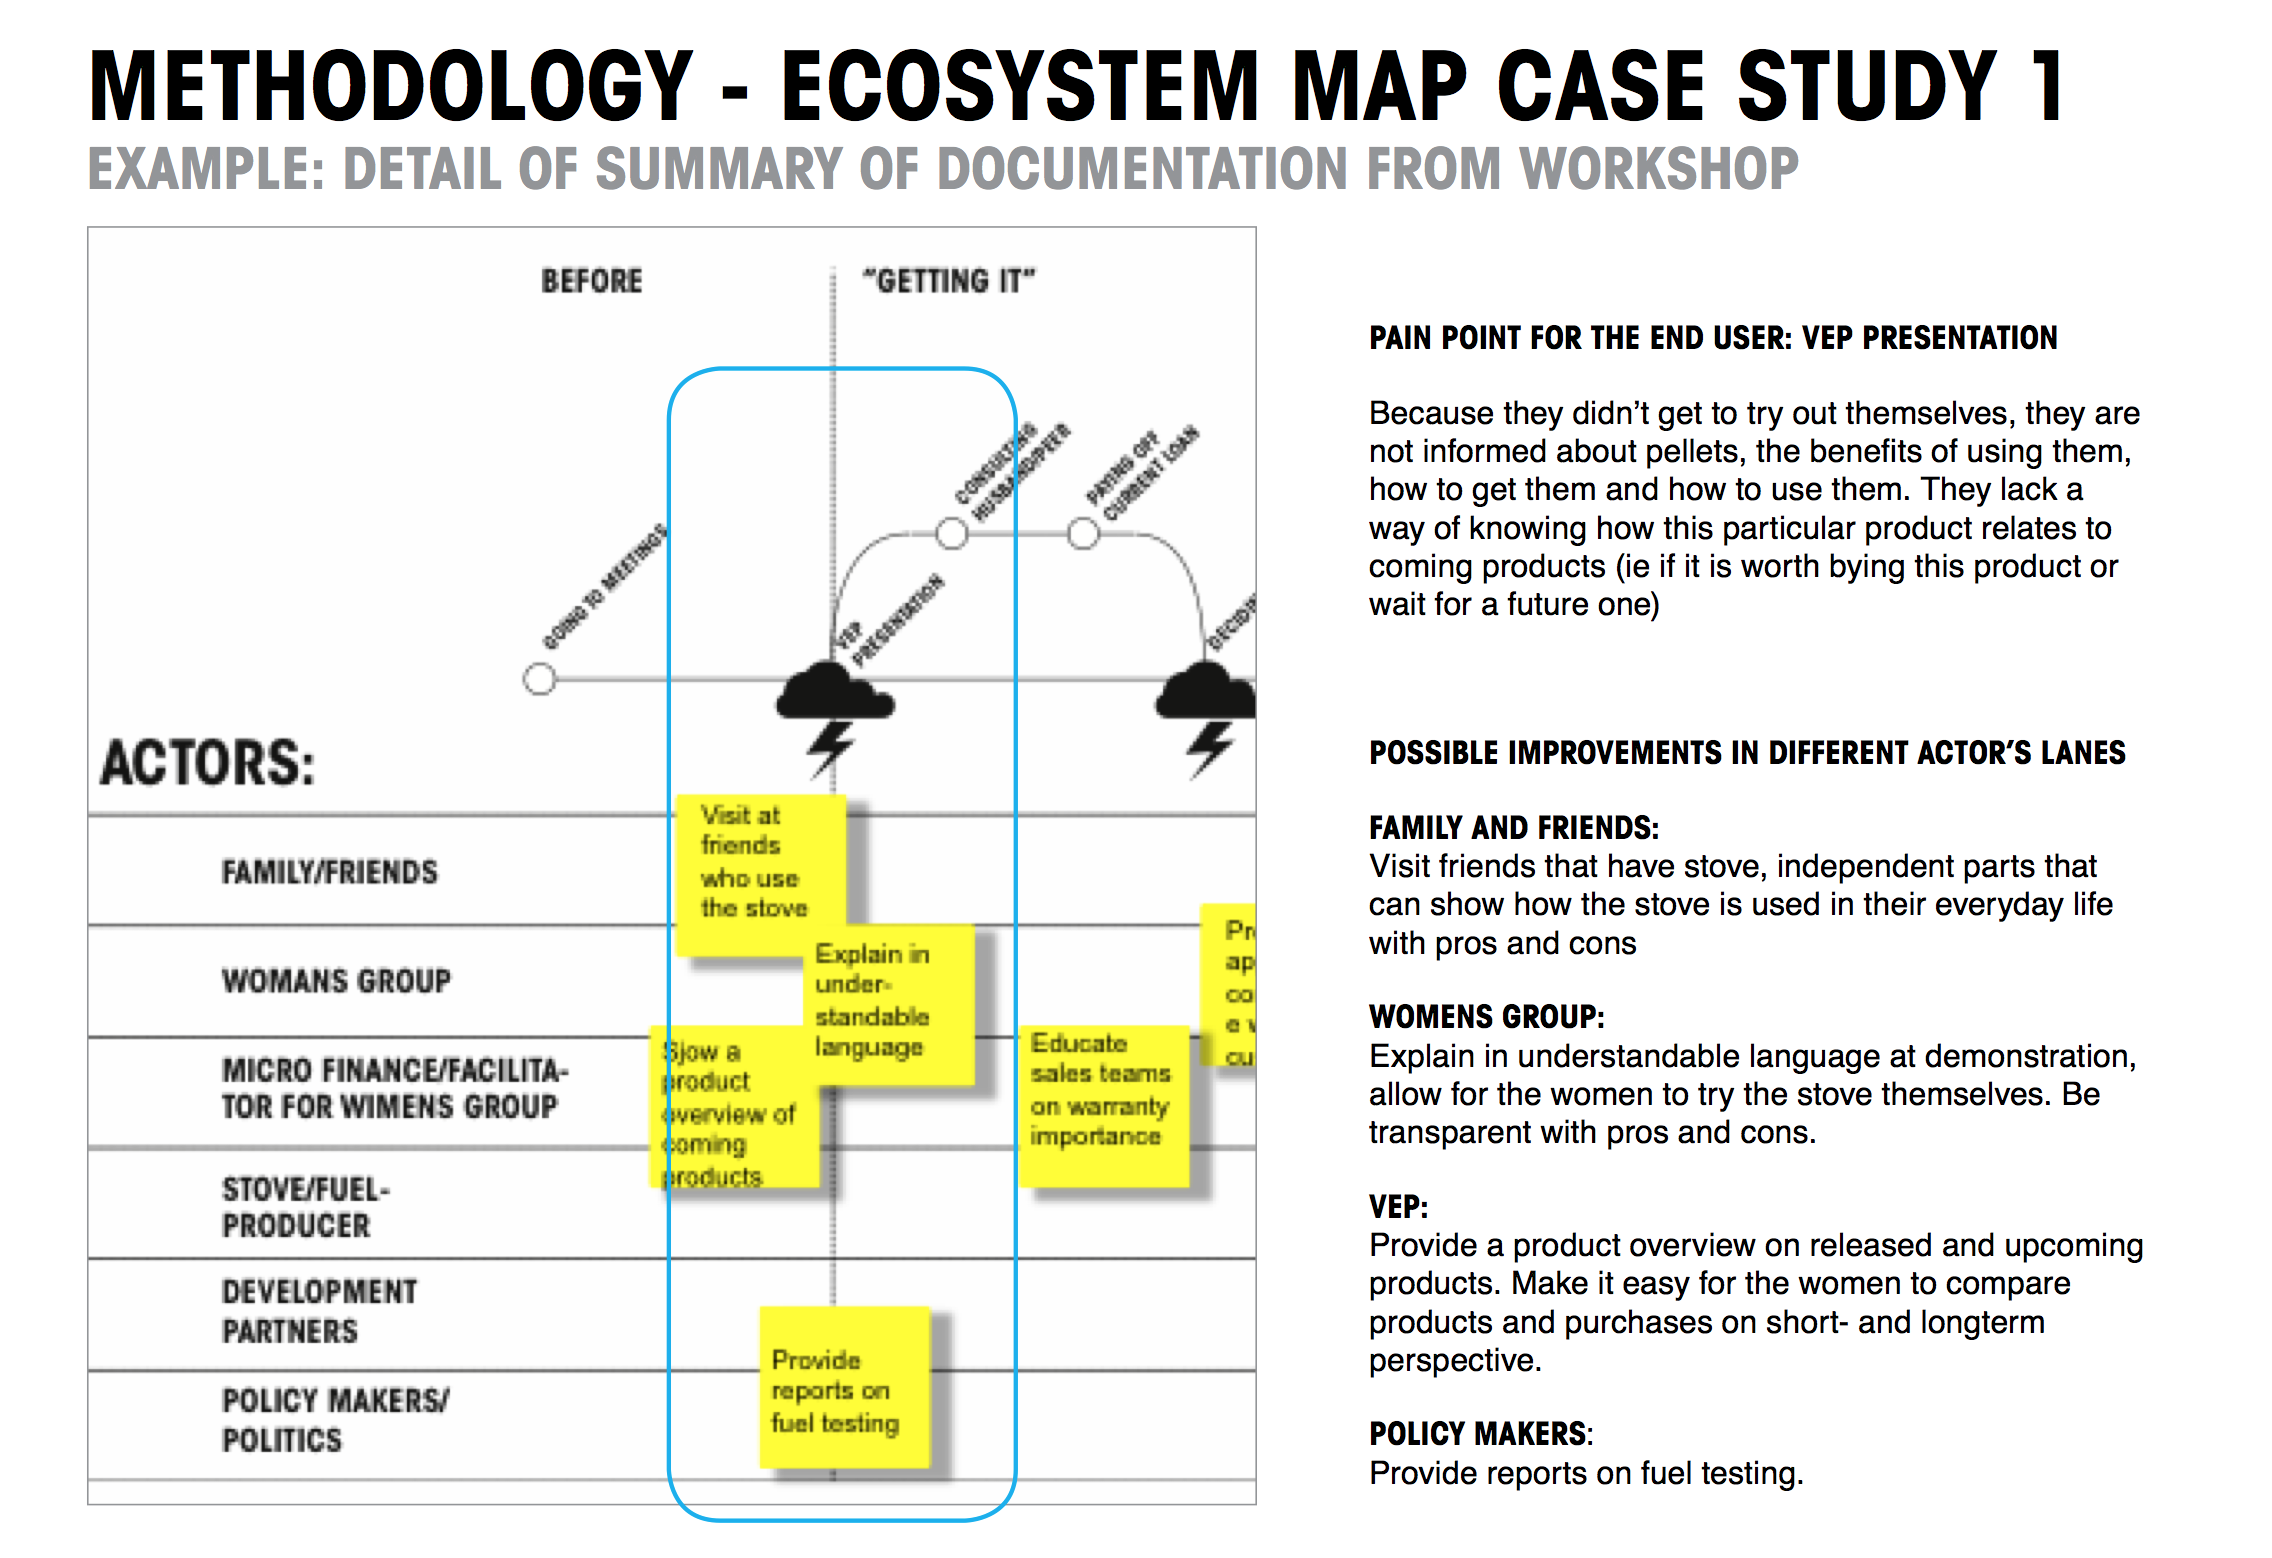 METHODOLOGY - ECOSYSTEM MAP CASE STUDY 1
EXAMPLE: DETAIL OF SUMMARY OF DOCUMENTATION FROM WORKSHOP
BEFORE
“GETTING IT”
GOING TO MEETINGS
VEP
PRESENTATION
CONSULTING
HUSBAND/PEER
PAYING OFF
CURRENT LOAN
ACTORS:
FAMILY/FRIENDS
WOMANS GROUP
MICRO FINANCE/FACILITA-
TOR FOR WIMENS GROUP
STOVE/FUEL-
PRODUCER
DEVELOPMENT
PARTNERS
POLICY MAKERS/
POLITICS
Visit at
friends
who use
the stove
Explain in
under-
standable
language
Sjow a
product
overview of
coming
products
Educate
sales teams
on warranty
importance
Pr
ap
co
e v
cu
Provide
reports on
fuel testing
PAIN POINT FOR THE END USER: VEP PRESENTATION
Because they didn’t get to try out themselves, they are
not informed about pellets, the benefits of using them,
how to get them and how to use them. They lack a
way of knowing how this particular product relates to
coming products (ie if it is worth bying this product or
wait for a future one)
POSSIBLE IMPROVEMENTS IN DIFFERENT ACTOR’S LANES
FAMILY AND FRIENDS:
Visit friends that have stove, independent parts that
can show how the stove is used in their everyday life
with pros and cons
WOMENS GROUP:
Explain in understandable language at demonstration,
allow for the women to try the stove themselves. Be
transparent with pros and cons.
VEP:
Provide a product overview on released and upcoming
products. Make it easy for the women to compare
products and purchases on short- and longterm
perspective.
POLICY MAKERS:
Provide reports on fuel testing.